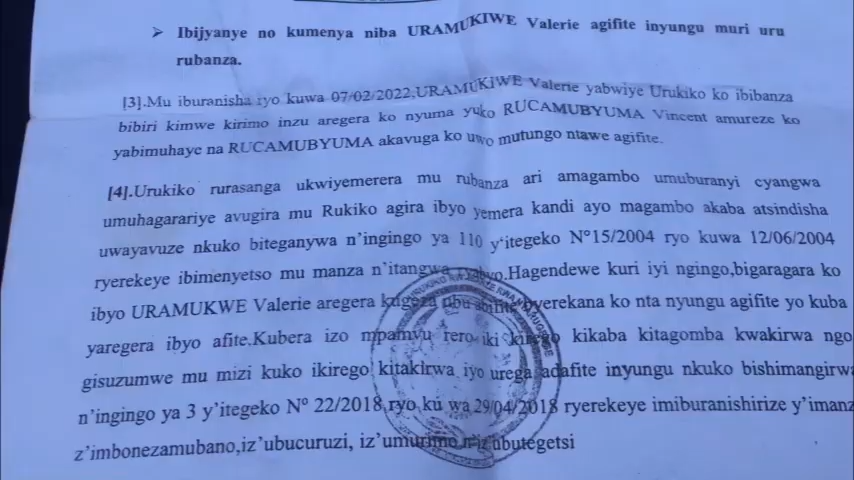 ➢ Ibijyanye no kumenya niba URAMUKIWE Valerie agifite inyungu muri uru
rubanza.
[3].Mu iburanisha ryo kuwa 07/02/2022,URAMUKIWE Valerie yabwiye Urukiko ko ibibanza
bibiri kimwe kirimo inzu aregera ko nyuma yuko RUCAMUBYUMA Vincent amureze ko
yabimuhaye na RUCAMUBYUMA akavuga ko uwo mutungo ntawe agifite.
[4].Urukiko rurasanga ukwiyemerera mu rubanza ari amagambo umuburanyi cyangwa
umuhagarariye avugira mu Rukiko agira ibyo yemera kandi ayo magambo akaba atsindisha
uwayavuze nkuko biteganywa n'ingingo ya 110 y'itegeko N°15/2004 ryo kuwa 12/06/2004
ryerekeye ibimenyetso mu manza n'itangwa ryabyo.Hagendewe kuri iyi ngingo,bigaragara ko
ibyo URAMUKWE Valerie aregera kugeza ubu abifite byerekana ko nta nyungu agifite yo kuba
yaregera ibyo afite.Kubera izo mpamvu rero iki kirego kikaba kitagomba kwakirwa ngo
gisuzumwe mu mizi kuko ikirego kitakirwa iyo urega adafite inyungu nkuko bishimangirwa
n'ingingo ya 3 y'itegeko N° 22/2018 ryo ku wa 29/04/2018 ryerekeye imiburanishirize y'imanz
z'imbonezamubano,iz'ubucuruzi, iz'umurimo n'iz'ubutegetsi